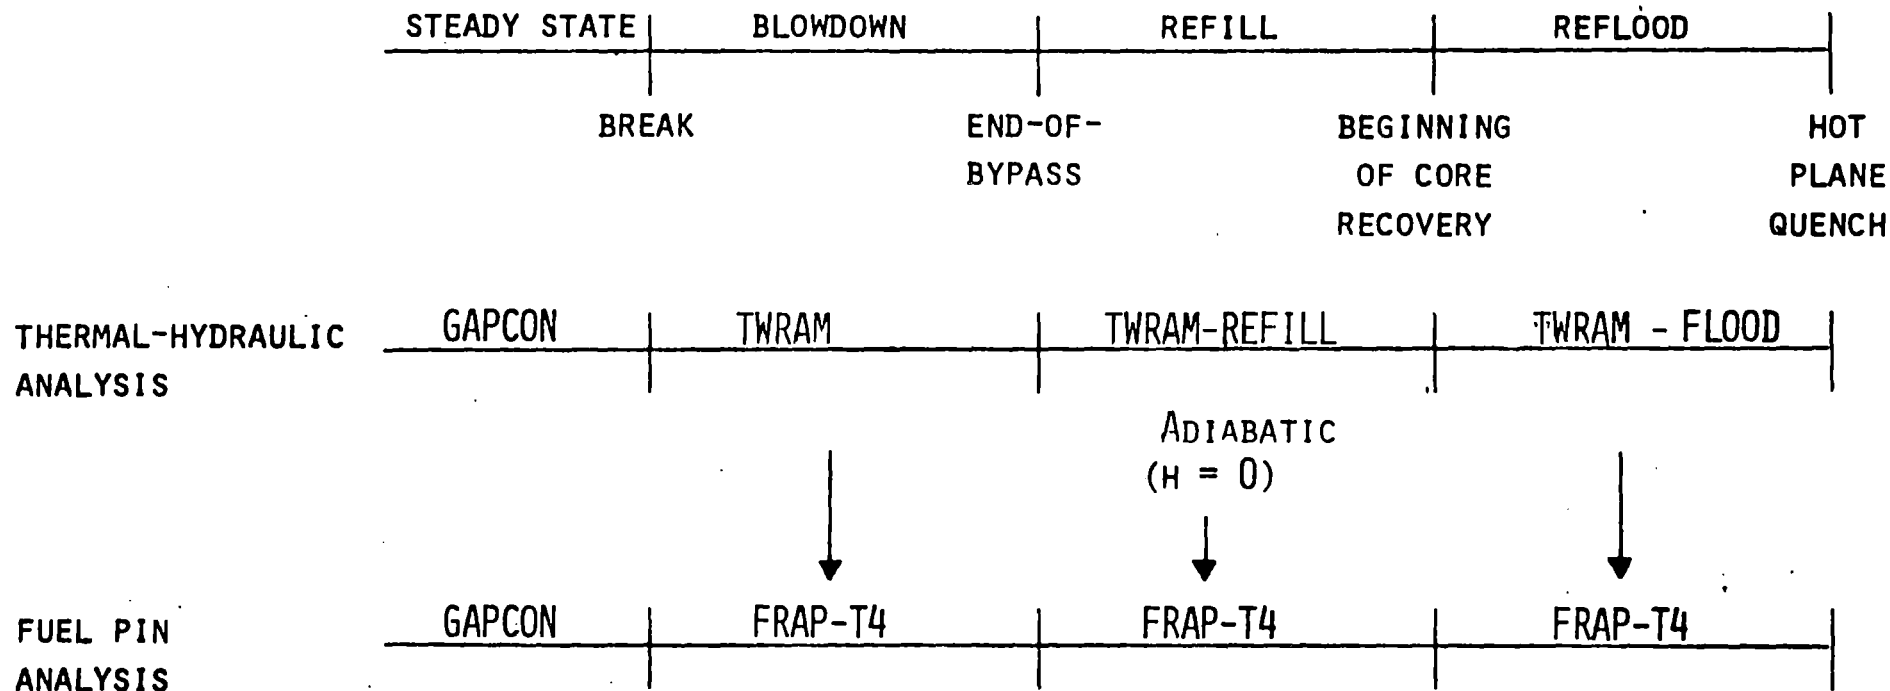 STEADY STATE BLOWDOWN REFILL REFLOOD
BREAK END-OF- BEGINNING HOT
BYPASS OF CORE PLANE
RECOVERY QUENCH
THERMAL-HYDRAULIC GAPCON TWRAM TWRAM-REFILL TWRAM - FLOOD
ANALYSIS
ADIABATIC
(H = 0)
FUEL PIN GAPCON FRAP-T4 FRAP-T4 FRAP-T4
ANALYSIS